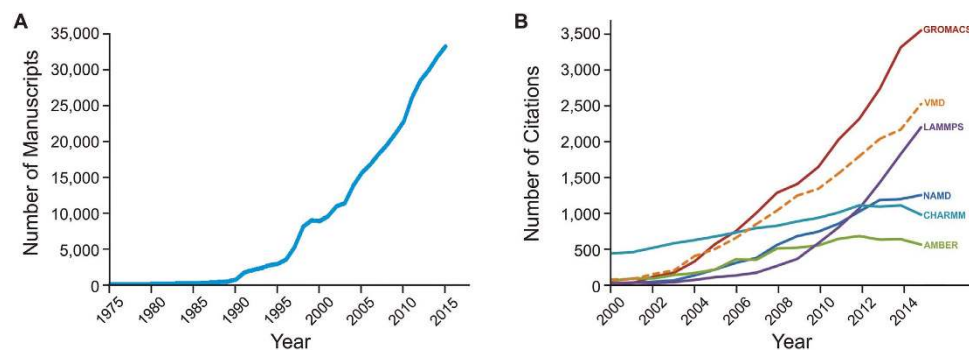 A
Number of Manuscripts
35,000
35,000
25,000
20,000
15,000
10,000
5,000
0
1975
1980
1985
1990
1995
2000
2005
2010
2015
Year
B
Number of Citations
3,500
3,000
2,500
2,000
1,500
1,000
500
0
2000
2002
2004
2006
2008
2010
2012
2014
Year
GROMACS
VMD
LAMMPS
NAMD
CHARMM
AMBER